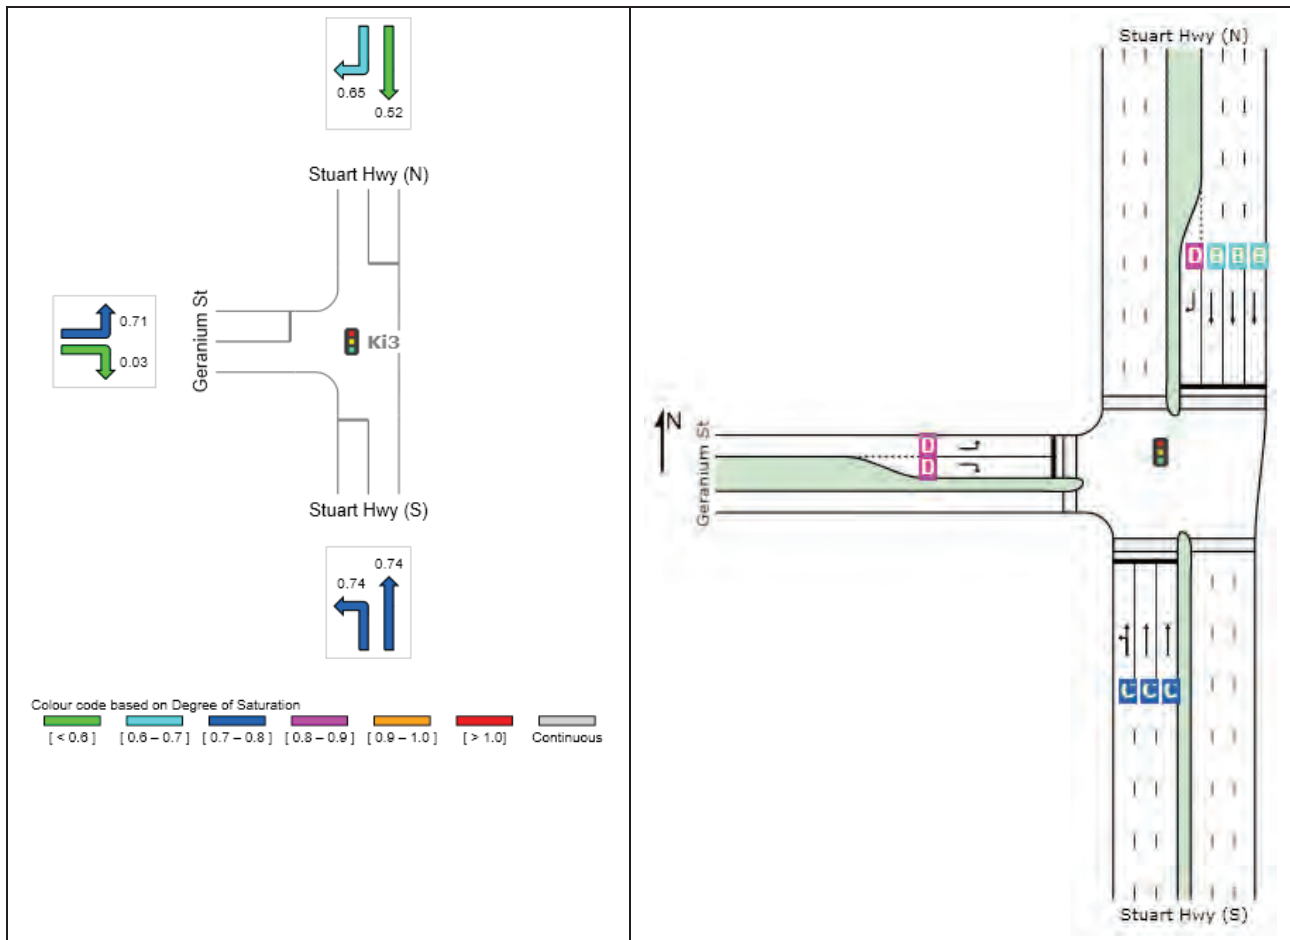 0.65
0.52
Stuart Hwy (N)
0.71
0.03
Geranium St
Ki3
Stuart Hwy (S)
0.74
0.74
Colour code based on Degree of Saturation
[ < 0.6 ] [ 0.6 – 0.7 ] [ 0.7 – 0.8 ] [ 0.8 – 0.9 ] [ 0.9 – 1.0 ] [ > 1.0] Continuous
Stuart Hwy (N)
D B B B
N
Geranium St
D
D
C C C
Stuart Hwy (S)